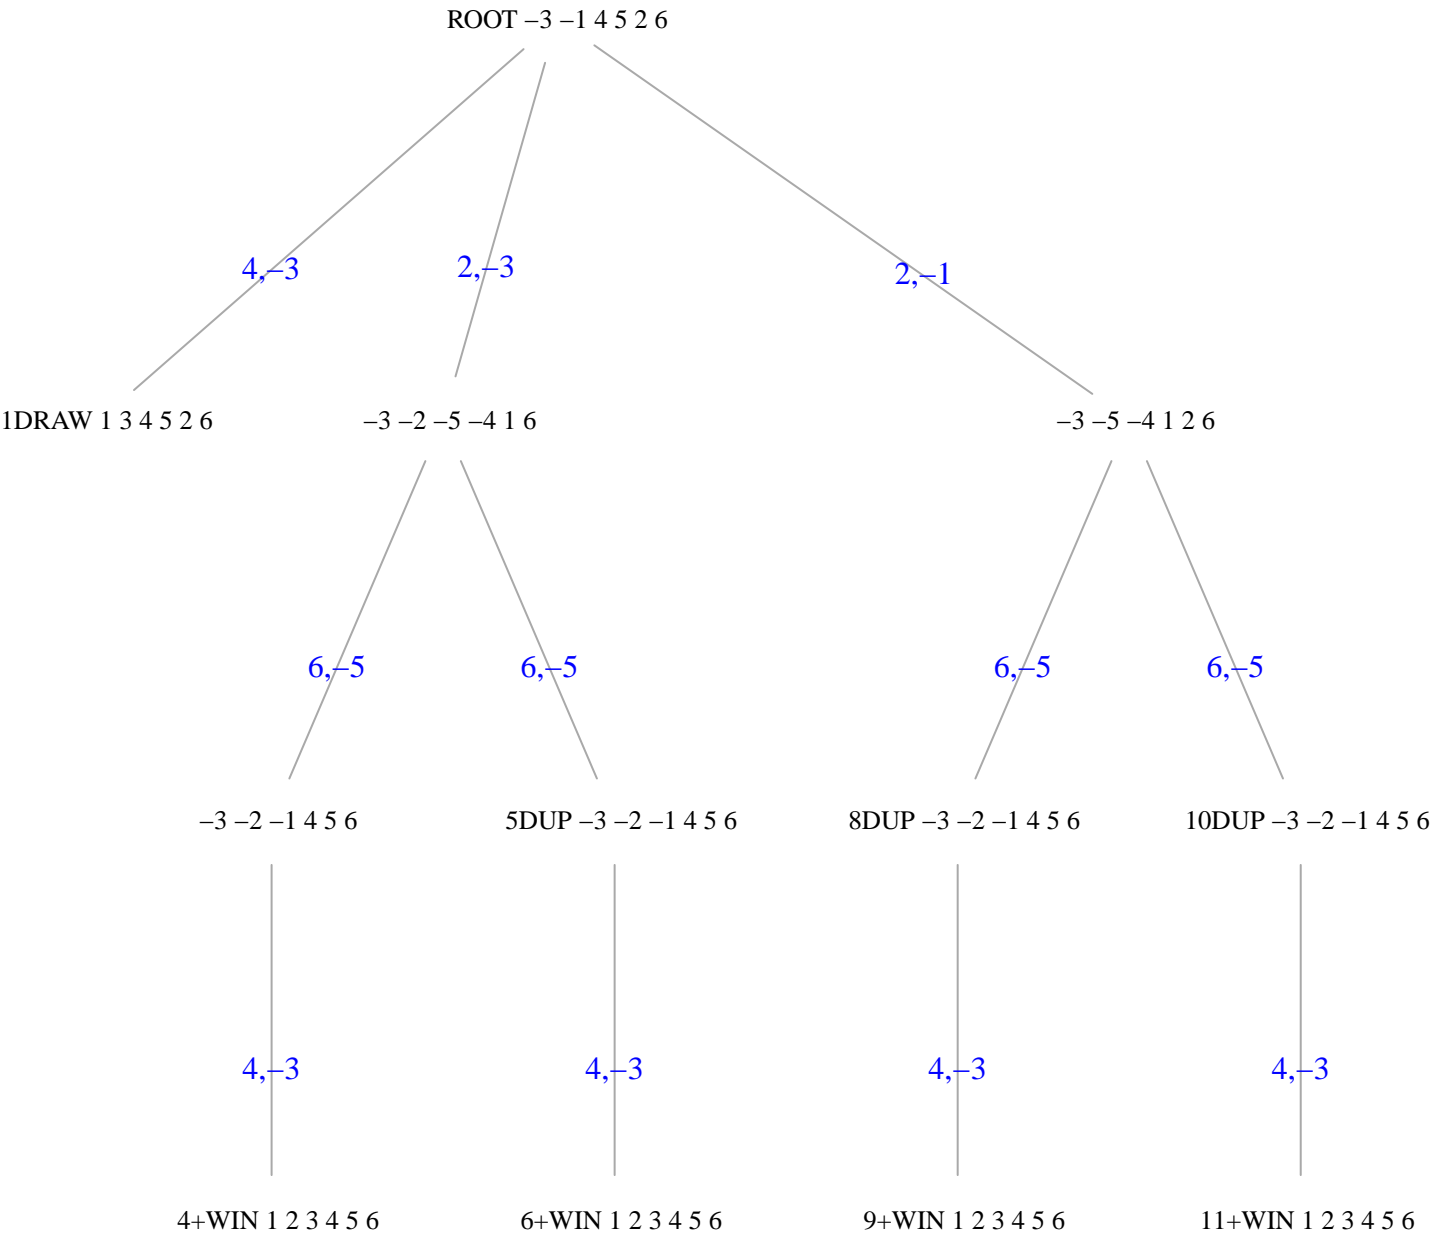 ROOT –3 –1 4 5 2 6
4,–3
2,–3
2,–1
1DRAW 1 3 4 5 2 6
–3 –2 –5 –4 1 6
–3 –5 –4 1 2 6
6,–5
6,–5
6,–5
6,–5
–3 –2 –1 4 5 6
5DUP –3 –2 –1 4 5 6
8DUP –3 –2 –1 4 5 6
10DUP –3 –2 –1 4 5 6
4,–3
4,–3
4,–3
4,–3
4+WIN 1 2 3 4 5 6
6+WIN 1 2 3 4 5 6
9+WIN 1 2 3 4 5 6
11+WIN 1 2 3 4 5 6